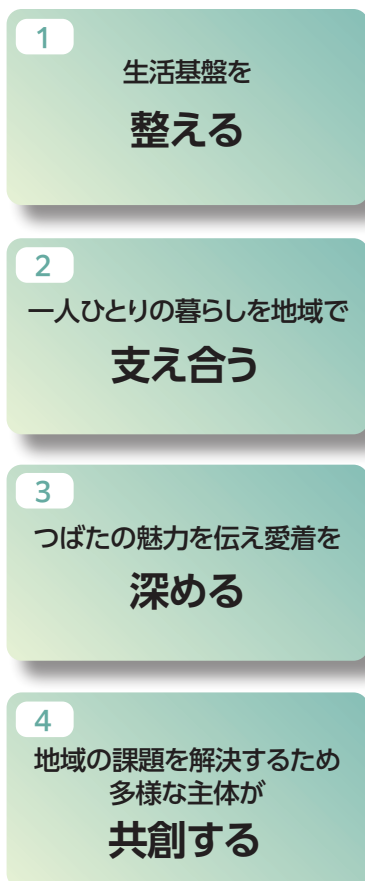 1
生活基盤を
整える
2
一人ひとりの暮らしを地域で
支え合う
3
つばたの魅力を伝え愛着を
深める
4
地域の課題を解決するため
多様な主体が
共創する